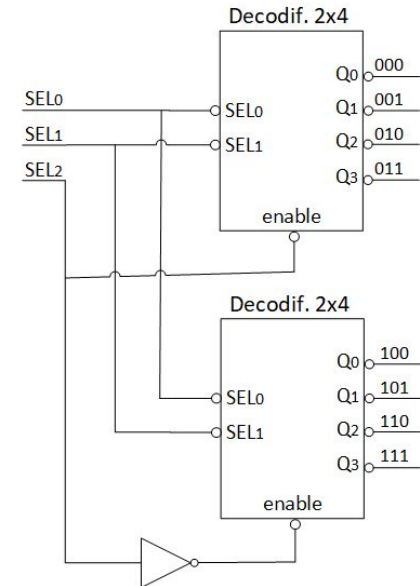 Decodif. 2x4
SEL0
SEL1
SEL2
SEL0
SEL1
Q0 000
Q1 001
Q2 010
Q3 011
enable
Decodif. 2x4
SEL0
SEL1
Q0 100
Q1 101
Q2 110
Q3 111
enable